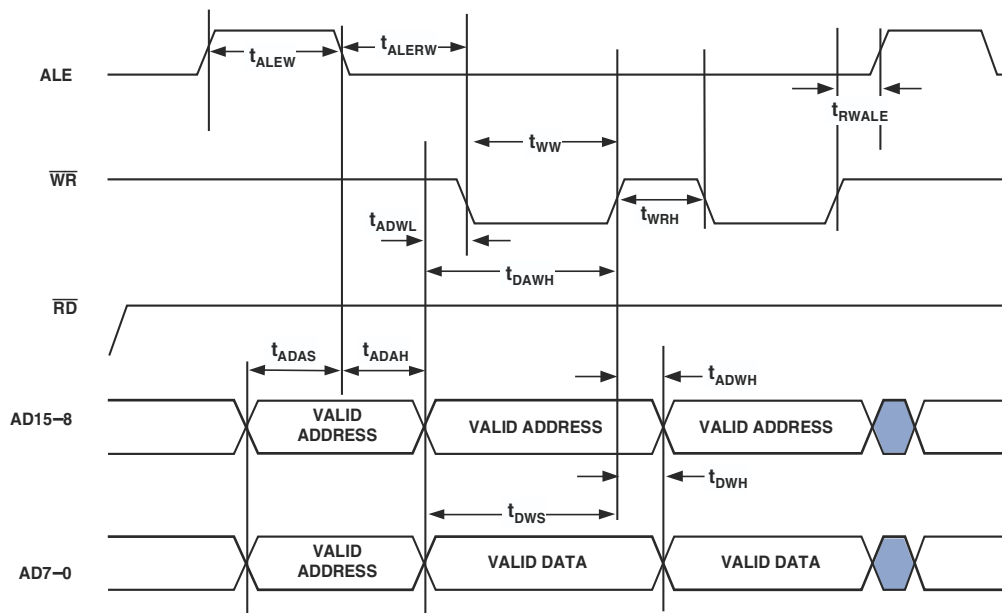 ALE
tALEW
tALERW
tRWALE
tWW
WR
tWRH
tADWL
tDAWH
RD
tADAS
tADAH
tADWH
AD15–8
VALID
ADDRESS
VALID ADDRESS
VALID ADDRESS
tDWH
tDWS
AD7–0
VALID
ADDRESS
VALID DATA
VALID DATA